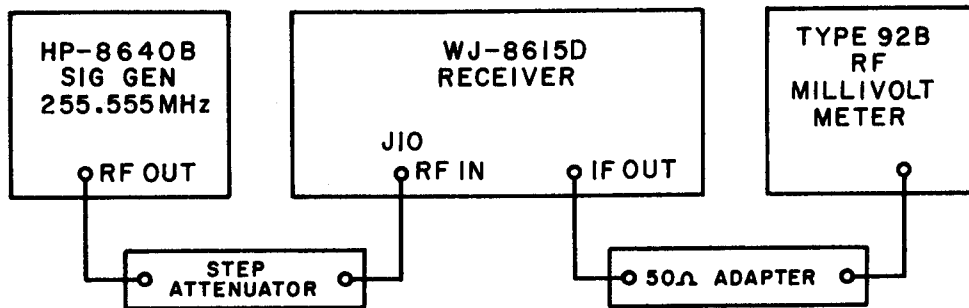 HP-8640B
SIG GEN
255.555MHz
RF OUT
WJ-8615D
RECEIVER
J10
RF IN
IF OUT
TYPE 92B
RF
MILLIVOLT
METER
STEP
ATTENUATOR
50Ω ADAPTER